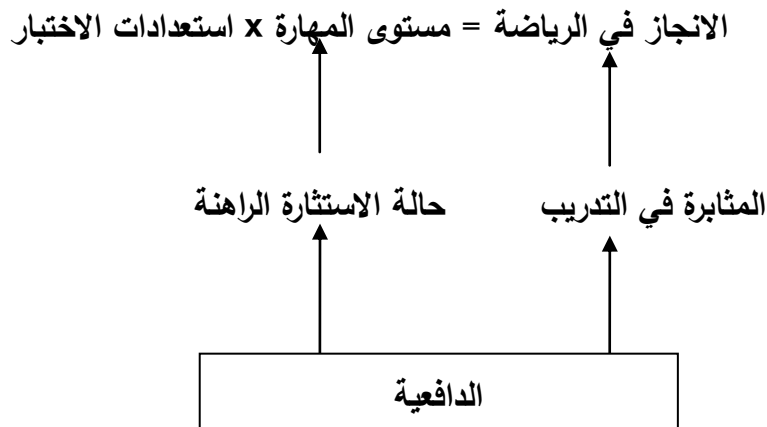 الانجاز في الرياضة = مستوى المهارة x استعدادات الاختبار
المثابرة في التدريب
حالة الاستثارة الراهنة
الدافعية